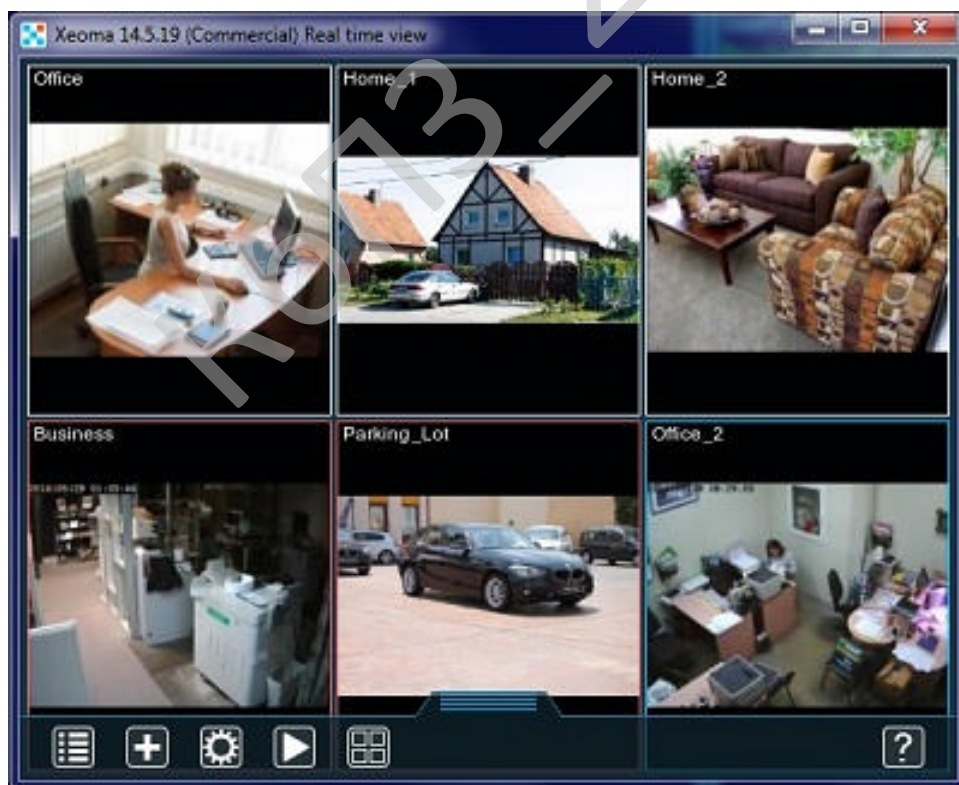 Xeoma 14.5.19 (Commercial) Real time view
Office
Home_1
Home_2
Business
Parking_Lot
Office_2
?